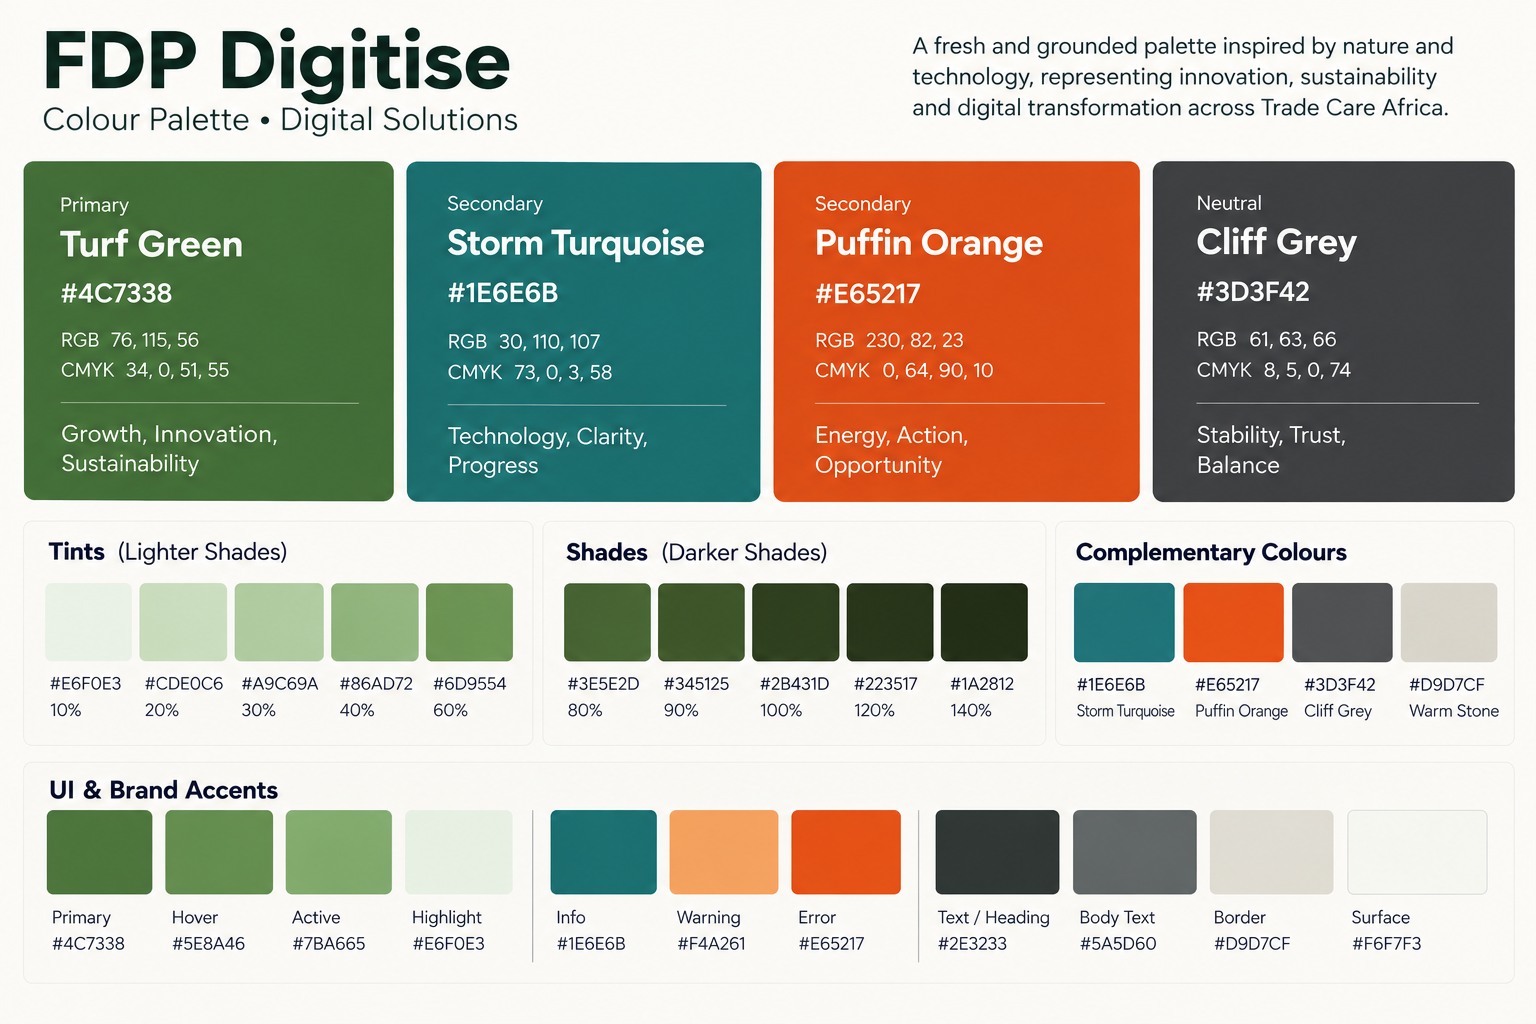 FDP Digitise
Colour Palette • Digital Solutions
A fresh and grounded palette inspired by nature and
technology, representing innovation, sustainability
and digital transformation across Trade Care Africa.
Primary
Turf Green
#4C7338
RGB 76, 115, 56
CMYK 34, 0, 51, 55
Growth, Innovation,
Sustainability
Secondary
Storm Turquoise
#1E6E6B
RGB 30, 110, 107
CMYK 73, 0, 3, 58
Technology, Clarity,
Progress
Secondary
Puffin Orange
#E65217
RGB 230, 82, 23
CMYK 0, 64, 90, 10
Energy, Action,
Opportunity
Neutral
Cliff Grey
#3D3F42
RGB 61, 63, 66
CMYK 8, 5, 0, 74
Stability, Trust,
Balance
Tints (Lighter Shades)
#E6F0E3 #CDE0C6 #A9C69A #86AD72 #6D9554
10% 20% 30% 40% 60%
Shades (Darker Shades)
#3E5E2D #345125 #2B431D #223517 #1A2812
80% 90% 100% 120% 140%
Complementary Colours
#1E6E6B #E65217 #3D3F42 #D9D7CF
Storm Turquoise Puffin Orange Cliff Grey Warm Stone
UI & Brand Accents
Primary Hover Active Highlight Info Warning Error Text / Heading Body Text Border Surface
#4C7338 #5E8A46 #7BA665 #E6F0E3 #1E6E6B #F4A261 #E65217 #2E3233 #5A5D60 #D9D7CF #F6F7F3